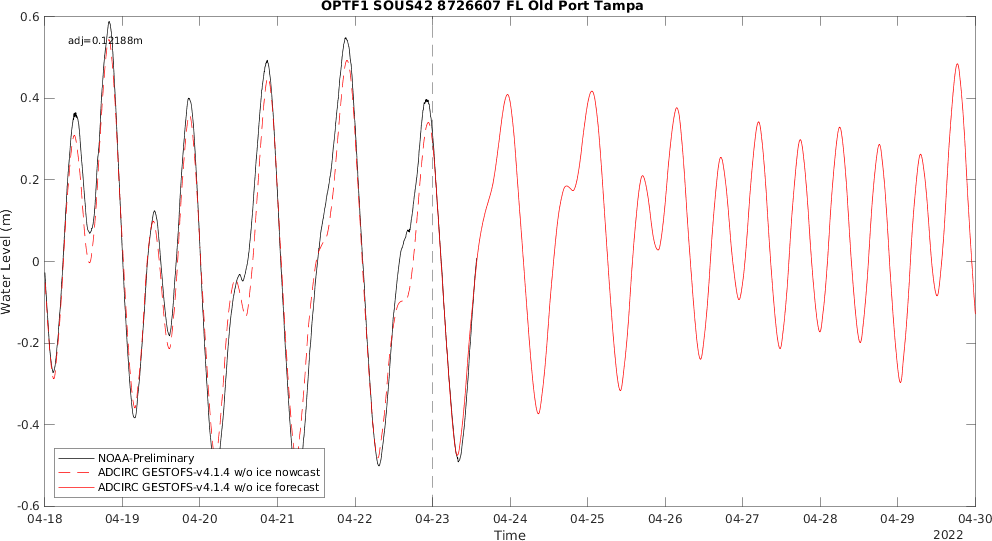 OPTF1 SOUS42 8726607 FL Old Port Tampa
adj=0.12188m
0.6
0.4
0.2
0
-0.2
-0.4
-0.6
Water Level (m)
NOAA-Preliminary
ADCIRC GESTOFS-v4.1.4 w/o ice nowcast
ADCIRC GESTOFS-v4.1.4 w/o ice forecast
04-18 04-19 04-20 04-21 04-22 04-23 04-24 04-25 04-26 04-27 04-28 04-29 04-30
Time
2022